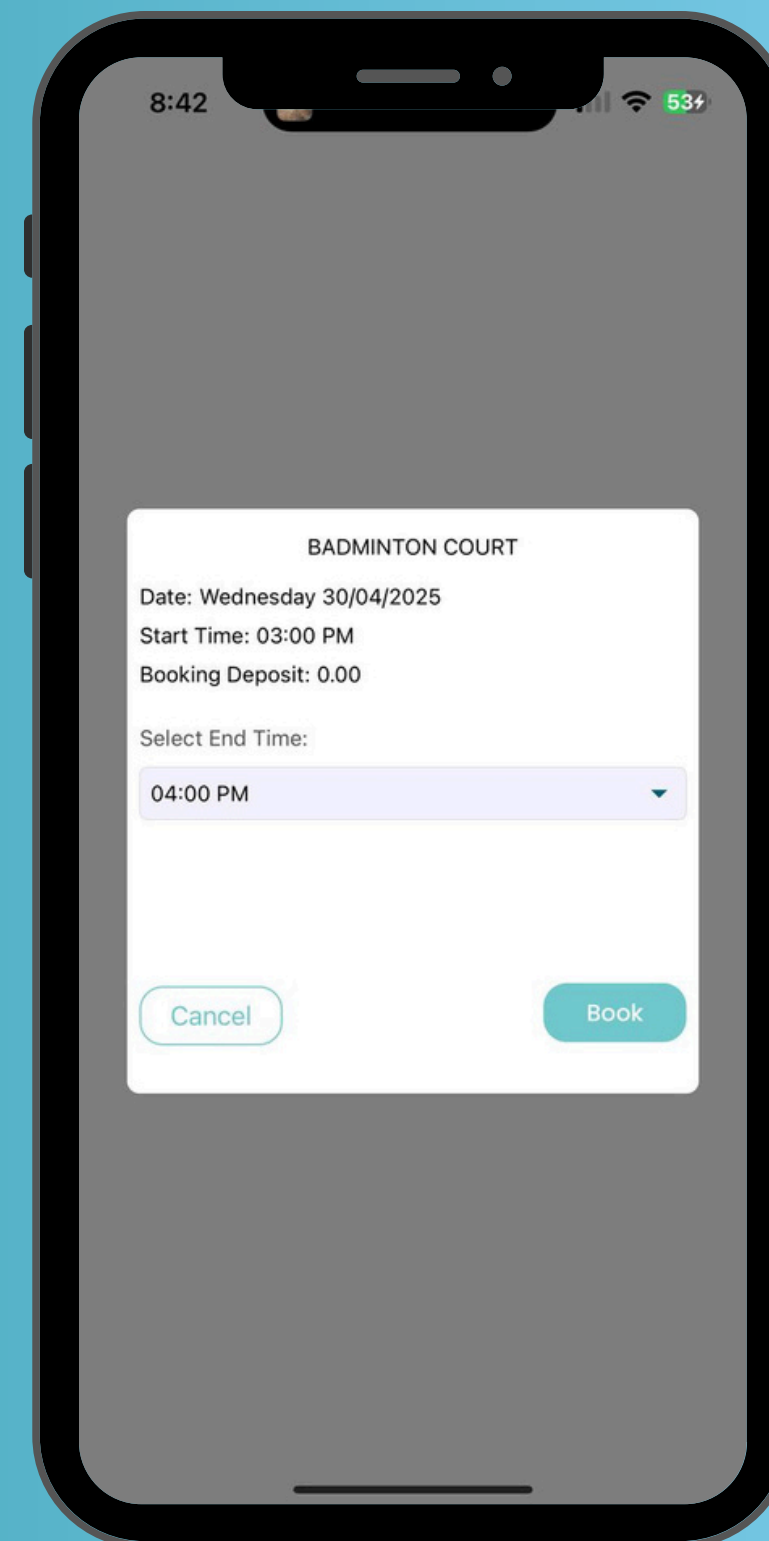 8:42
53
BADMINTON COURT
Date: Wednesday 30/04/2025
Start Time: 03:00 PM
Booking Deposit: 0.00
Select End Time:
04:00 PM
Cancel
Book